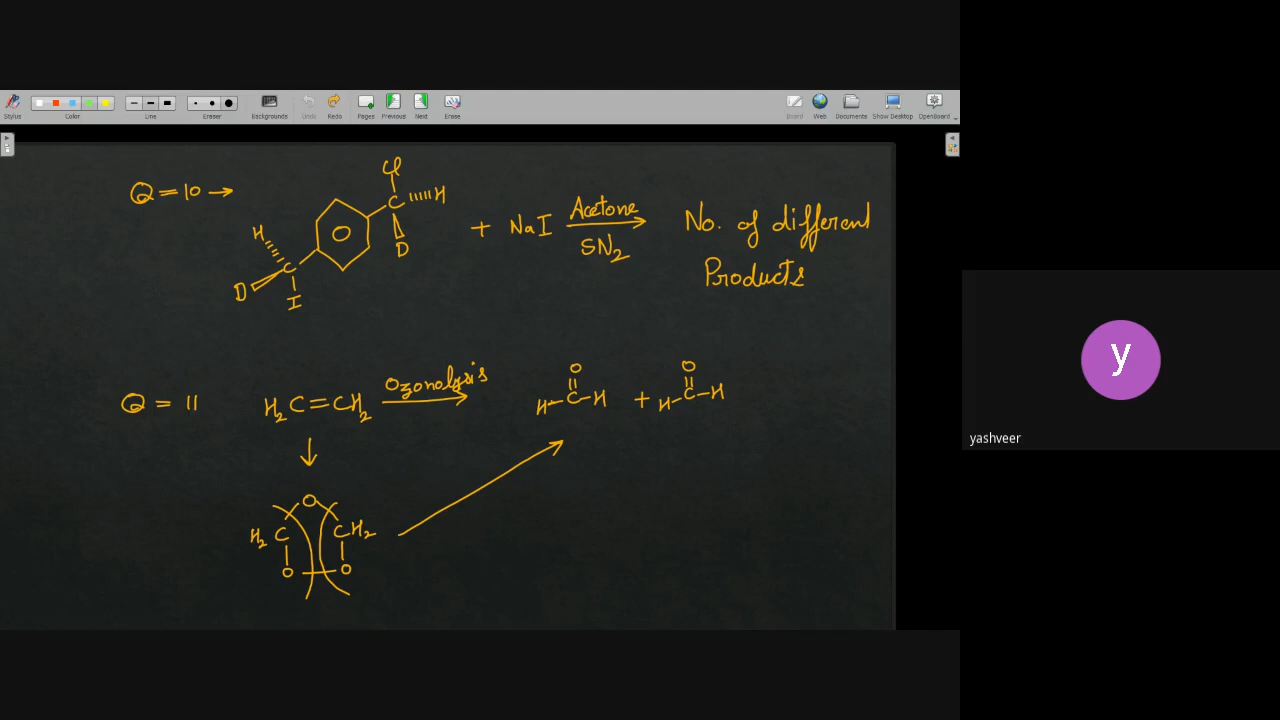 Stylus Color Line Eraser Backgrounds Undo Redo Pages Previous Next Erase Board Web Documents Show Desktop OpenBoard
Q = 10 →
Cl
C H
D
H
C
D
I
+ NaI Acetone
SN2
No. of different
Products
Q = 11 H2C=CH2 Ozonolysis
O O
H-C-H + H-C-H
O
H2C CH2
O O
y
yashveer